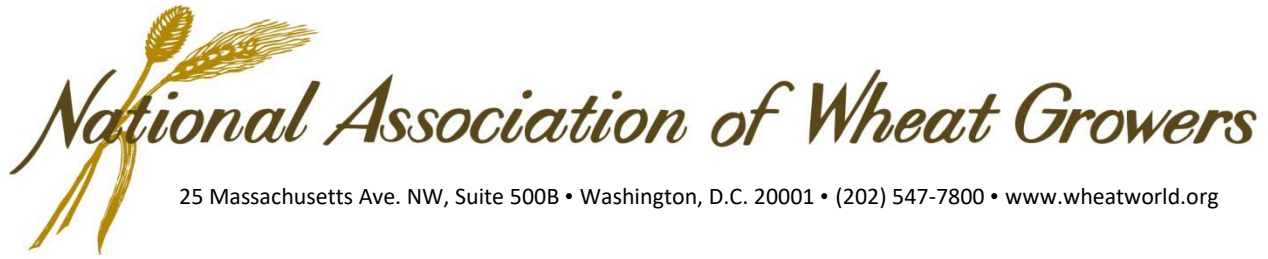 National Association of Wheat Growers
25 Massachusetts Ave. NW, Suite 500B • Washington, D.C. 20001 • (202) 547-7800 • www.wheatworld.org